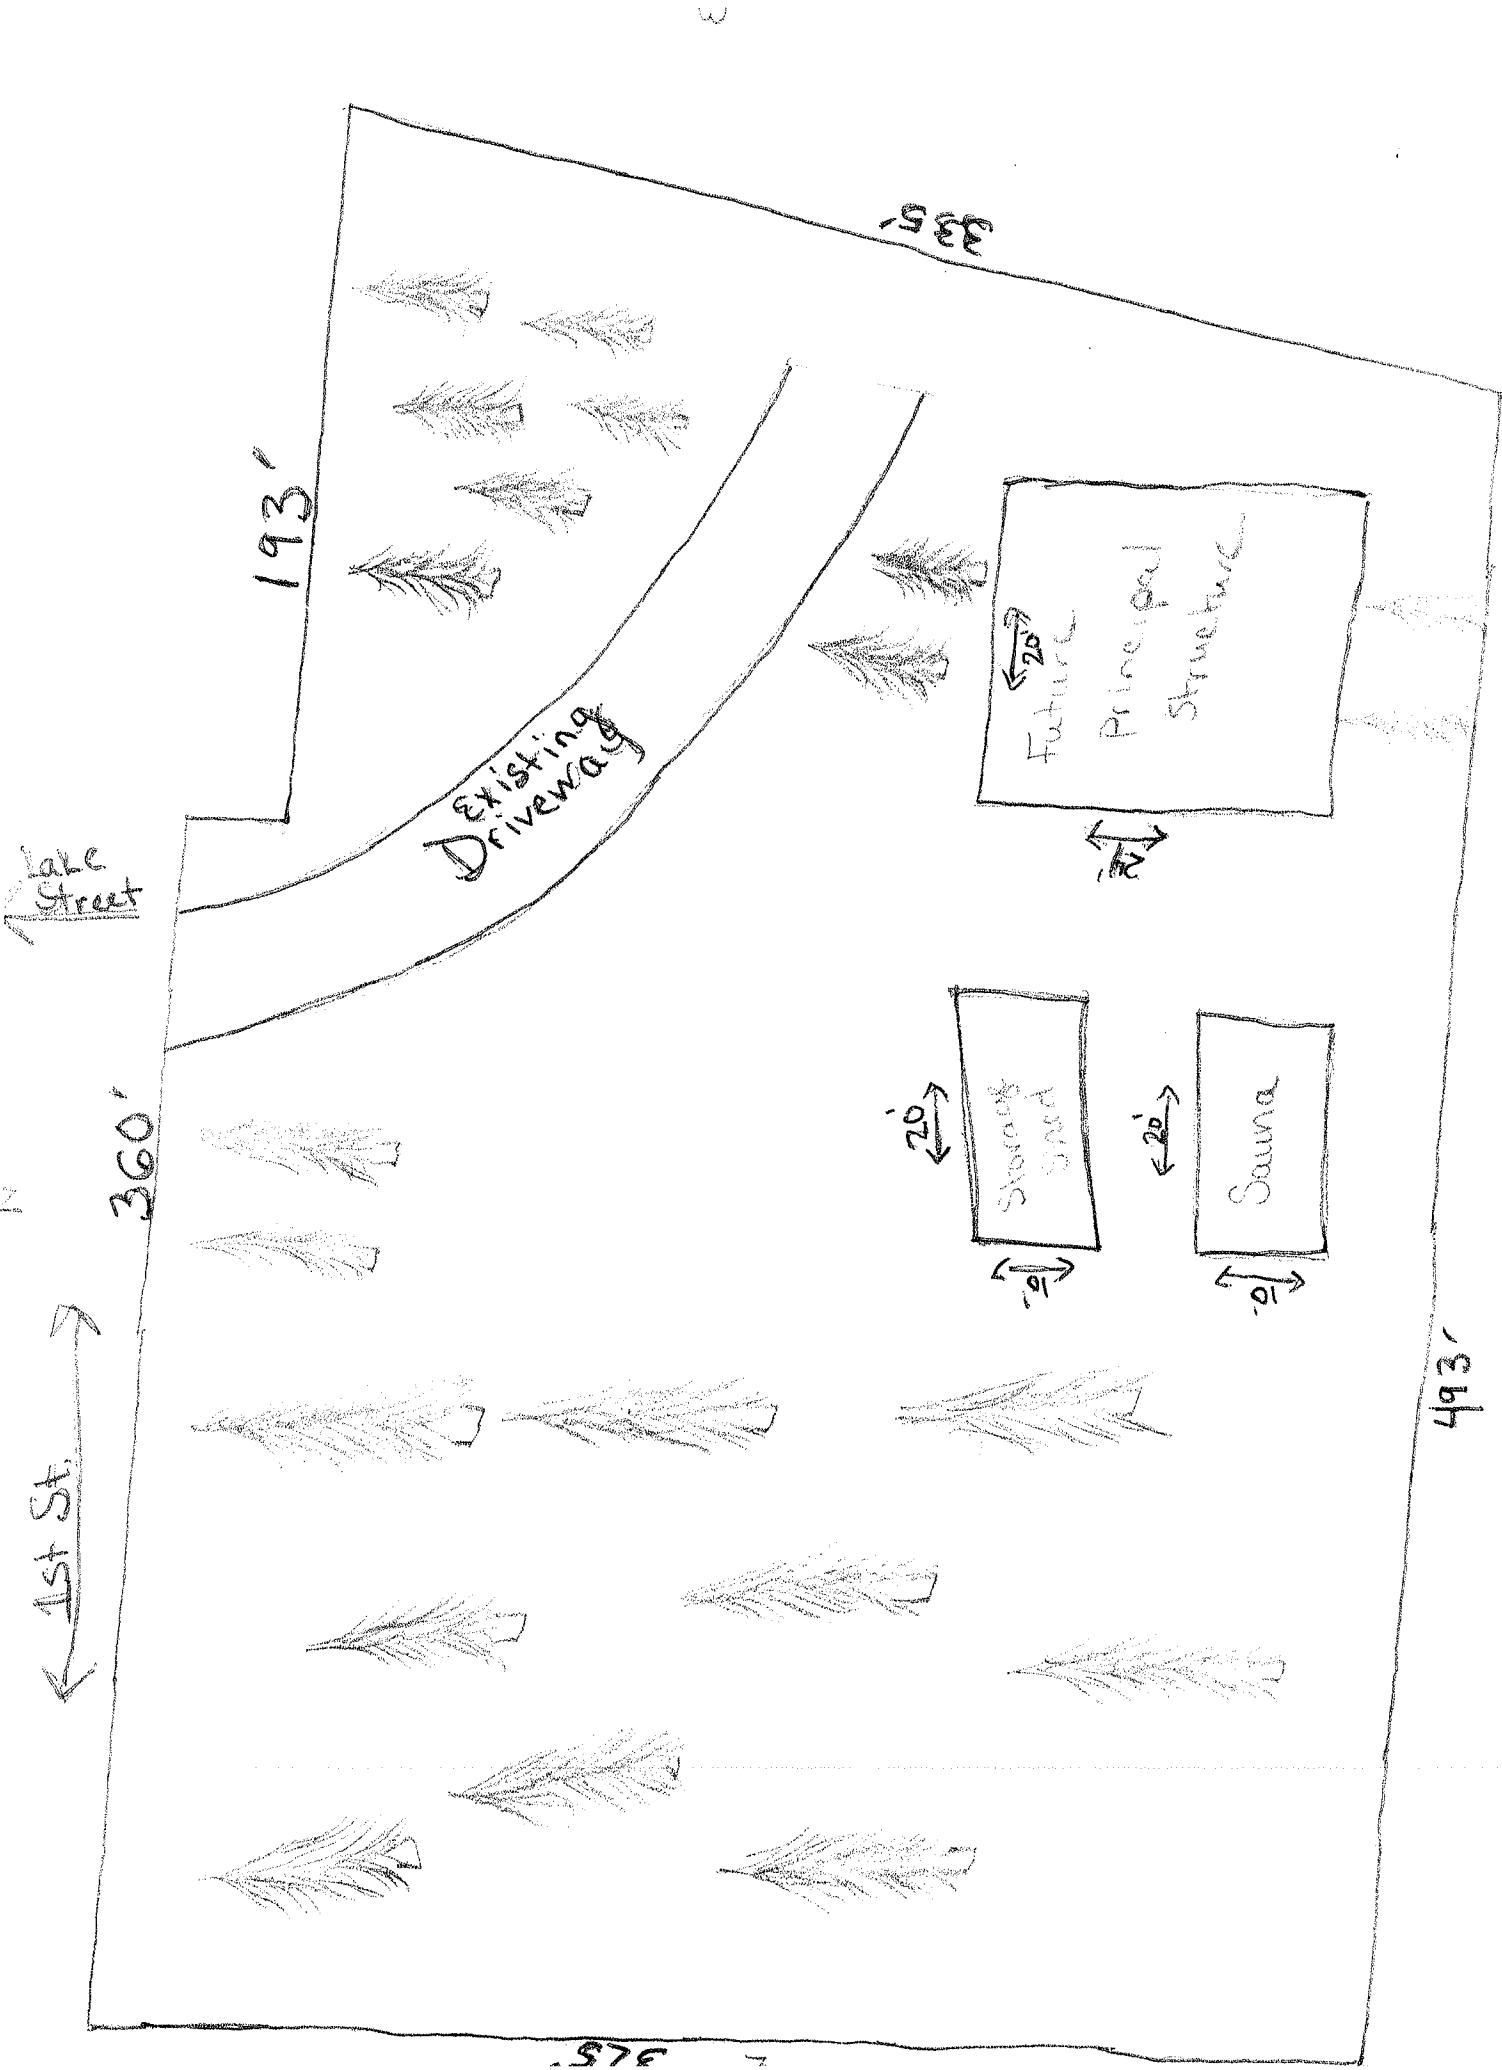 E
335'
193'
Existing
Driveway
Future
Principal
Structure
20'
24'
Lake
Street
N
360'
1st St.
Storage
Shed
20'
10'
Sauna
20'
10'
493'
325'